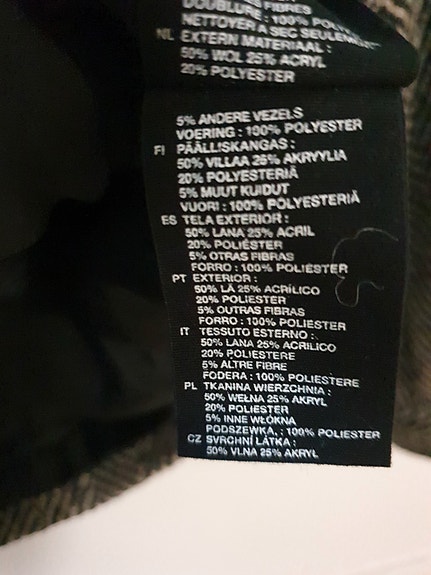 FIBRES
DOUBLURE : 100% POLY
NETTOYER A SEC SEULEMENT
NL EXTERN MATERIAAL :
50% WOL 25% ACRYL
20% POLYESTER
5% ANDERE VEZELS
VOERING : 100% POLYESTER
FI PÄÄLLISKANGAS :
50% VILLAA 25% AKRYYLIA
20% POLYESTERIÄ
5% MUUT KUIDUT
VUORI : 100% POLYESTERIÄ
ES TELA EXTERIOR :
50% LANA 25% ACRIL
20% POLIÉSTER
5% OTRAS FIBRAS
FORRO : 100% POLIÉSTER
PT EXTERIOR :
50% LÃ 25% ACRÍLICO
20% POLIESTER
5% OUTRAS FIBRAS
FORRO : 100% POLIESTER
IT TESSUTO ESTERNO :
50% LANA 25% ACRILICO
20% POLIESTERE
5% ALTRE FIBRE
FODERA : 100% POLIESTERE
PL TKANINA WIERZCHNIA :
50% WEŁNA 25% AKRYL
20% POLIESTER
5% INNE WŁÓKNA
PODSZEWKA, : 100% POLIESTER
CZ SVRCHNÍ LÁTKA :
50% VLNA 25% AKRYL